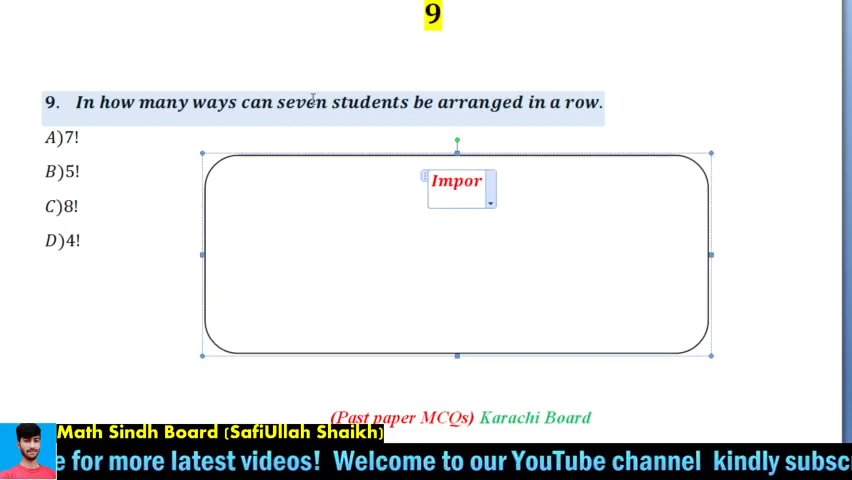 9
9. In how many ways can seven students be arranged in a row.
A)7!
B)5!
C)8!
D)4!
Impor
(Past paper MCQs) Karachi Board
Math Sindh Board (SafiUllah Shaikh)
e for more latest videos! Welcome to our YouTube channel kindly subscr